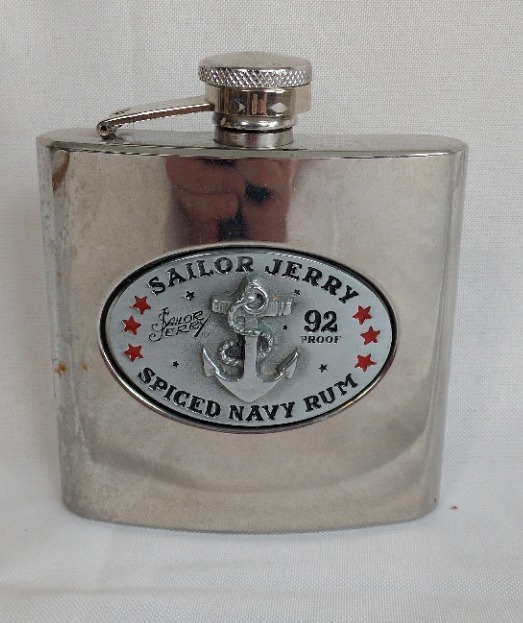 SAILOR JERRY
SAILOR
JERRY
92
PROOF
SPICED NAVY RUM